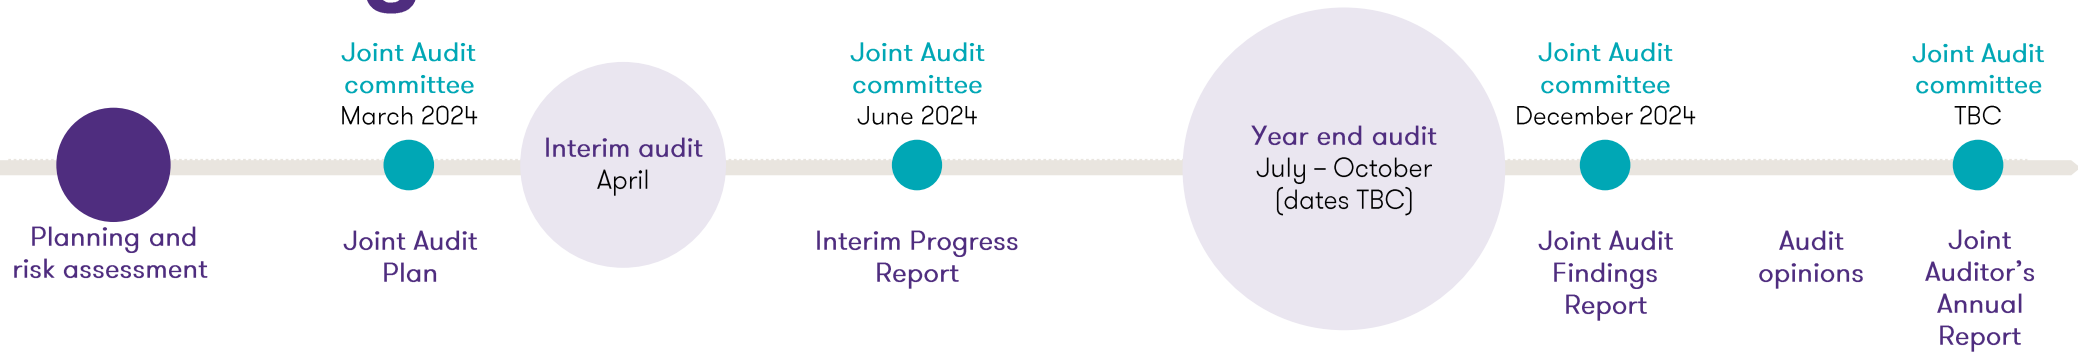 Planning and
risk assessment
Joint Audit
committee
March 2024
Joint Audit
Plan
Interim audit
April
Joint Audit
committee
June 2024
Interim Progress
Report
Year end audit
July – October
(dates TBC)
Joint Audit
committee
December 2024
Joint Audit
Findings
Report
Audit
opinions
Joint Audit
committee
TBC
Joint
Auditor’s
Annual
Report